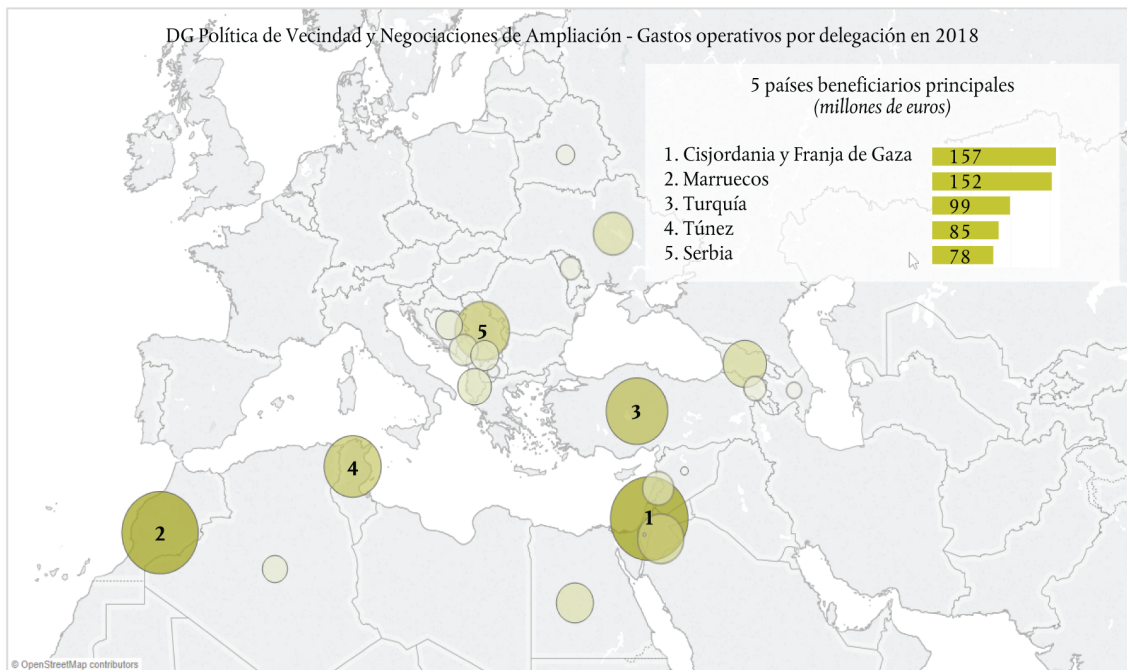 DG Política de Vecindad y Negociaciones de Ampliación - Gastos operativos por delegación en 2018
5 países beneficiarios principales
(millones de euros)
1. Cisjordania y Franja de Gaza 157
2. Marruecos 152
3. Turquía 99
4. Túnez 85
5. Serbia 78
5
3
4
1
2
© OpenStreetMap contributors